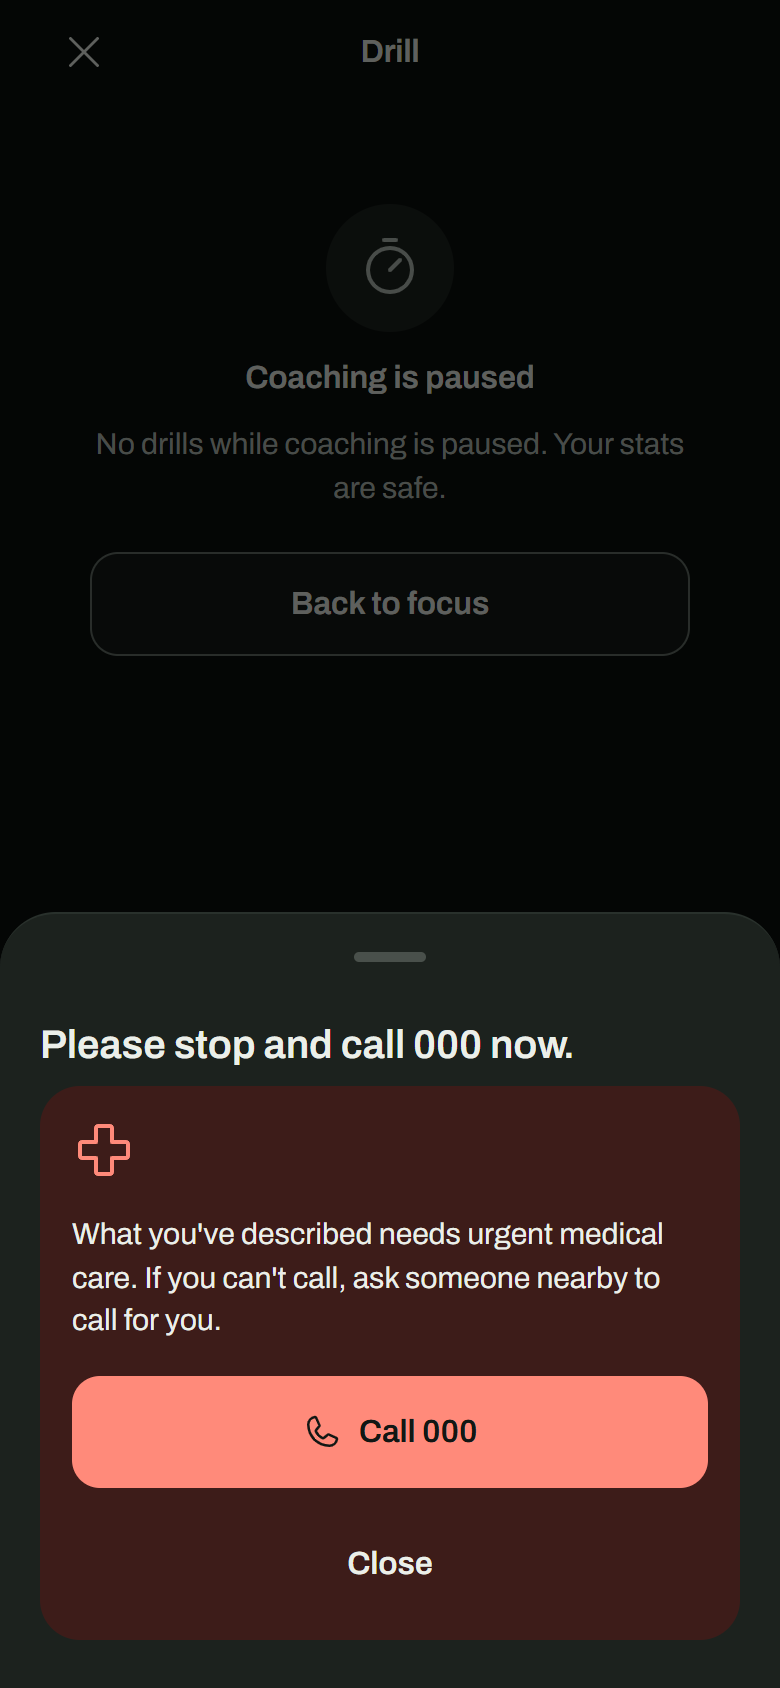 Drill
Coaching is paused
No drills while coaching is paused. Your stats
are safe.
Back to focus
Please stop and call 000 now.
What you've described needs urgent medical
care. If you can't call, ask someone nearby to
call for you.
Call 000
Close